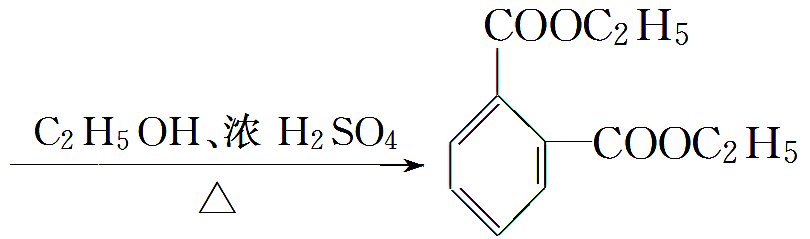 COOC₂H₅
C₂H₅OH、浓 H₂SO₄
COOC₂H₅
△